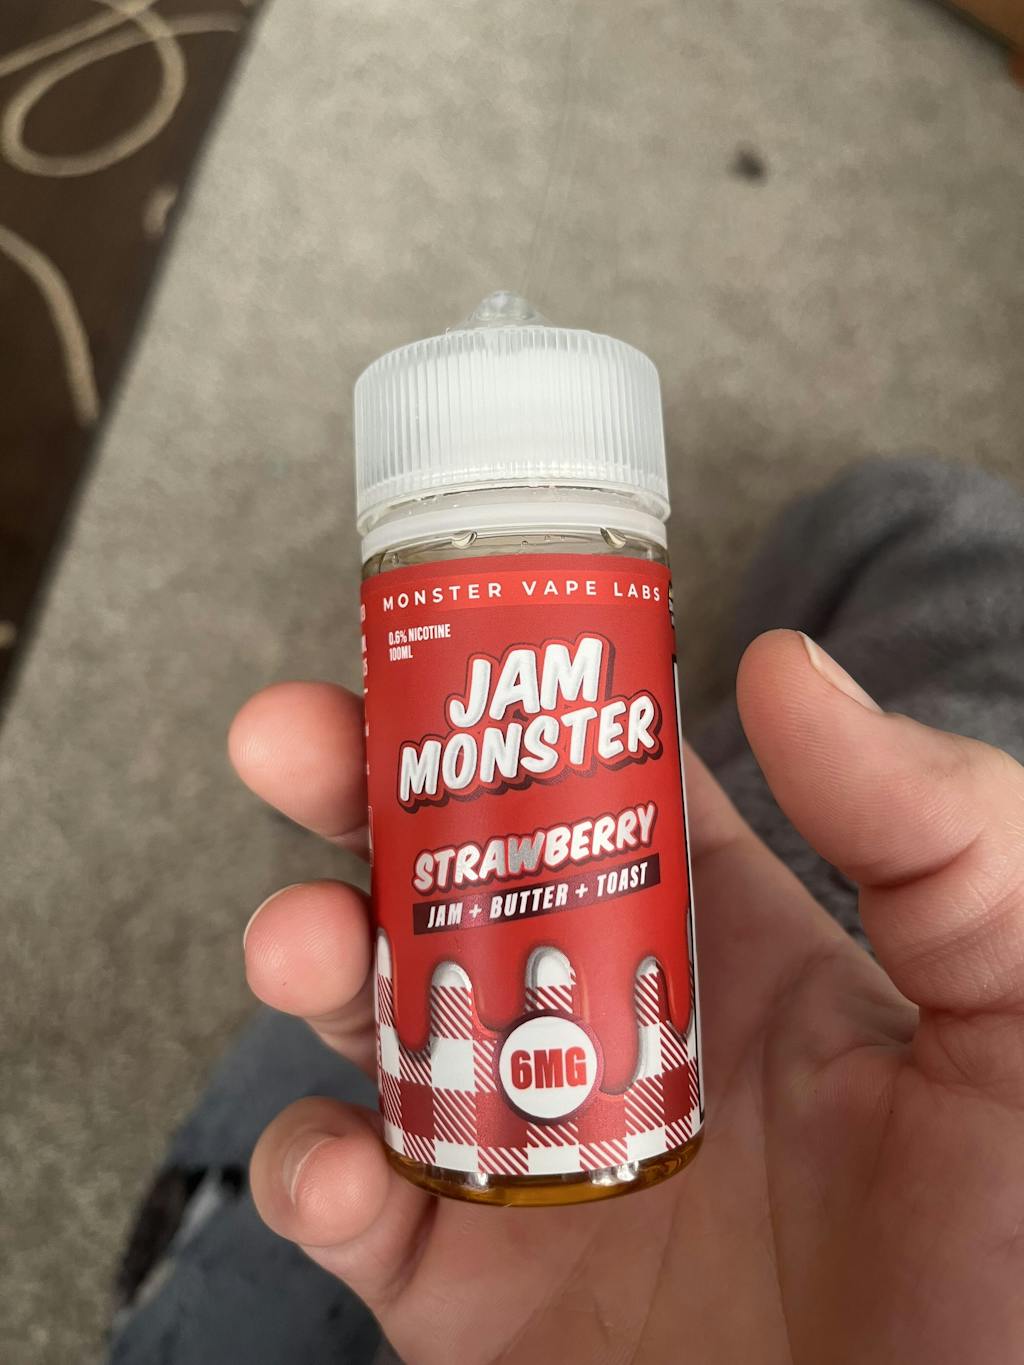 MONSTER VAPE LABS
0.6% NICOTINE
100ML
JAM
MONSTER
STRAWBERRY
JAM + BUTTER + TOAST
6MG